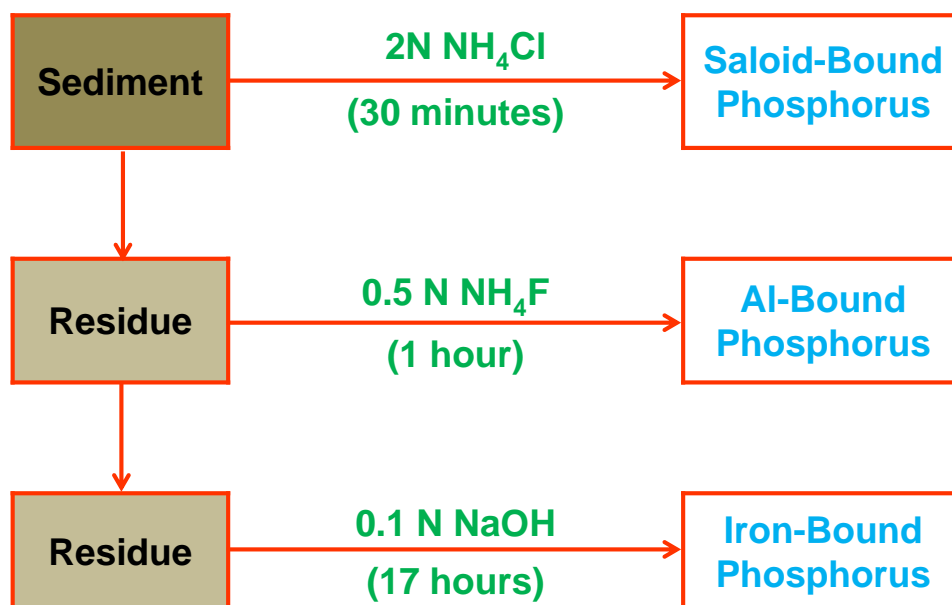 Sediment
2N NH₄Cl
(30 minutes)
Saloid-Bound
Phosphorus
Residue
0.5 N NH₄F
(1 hour)
Al-Bound
Phosphorus
Residue
0.1 N NaOH
(17 hours)
Iron-Bound
Phosphorus